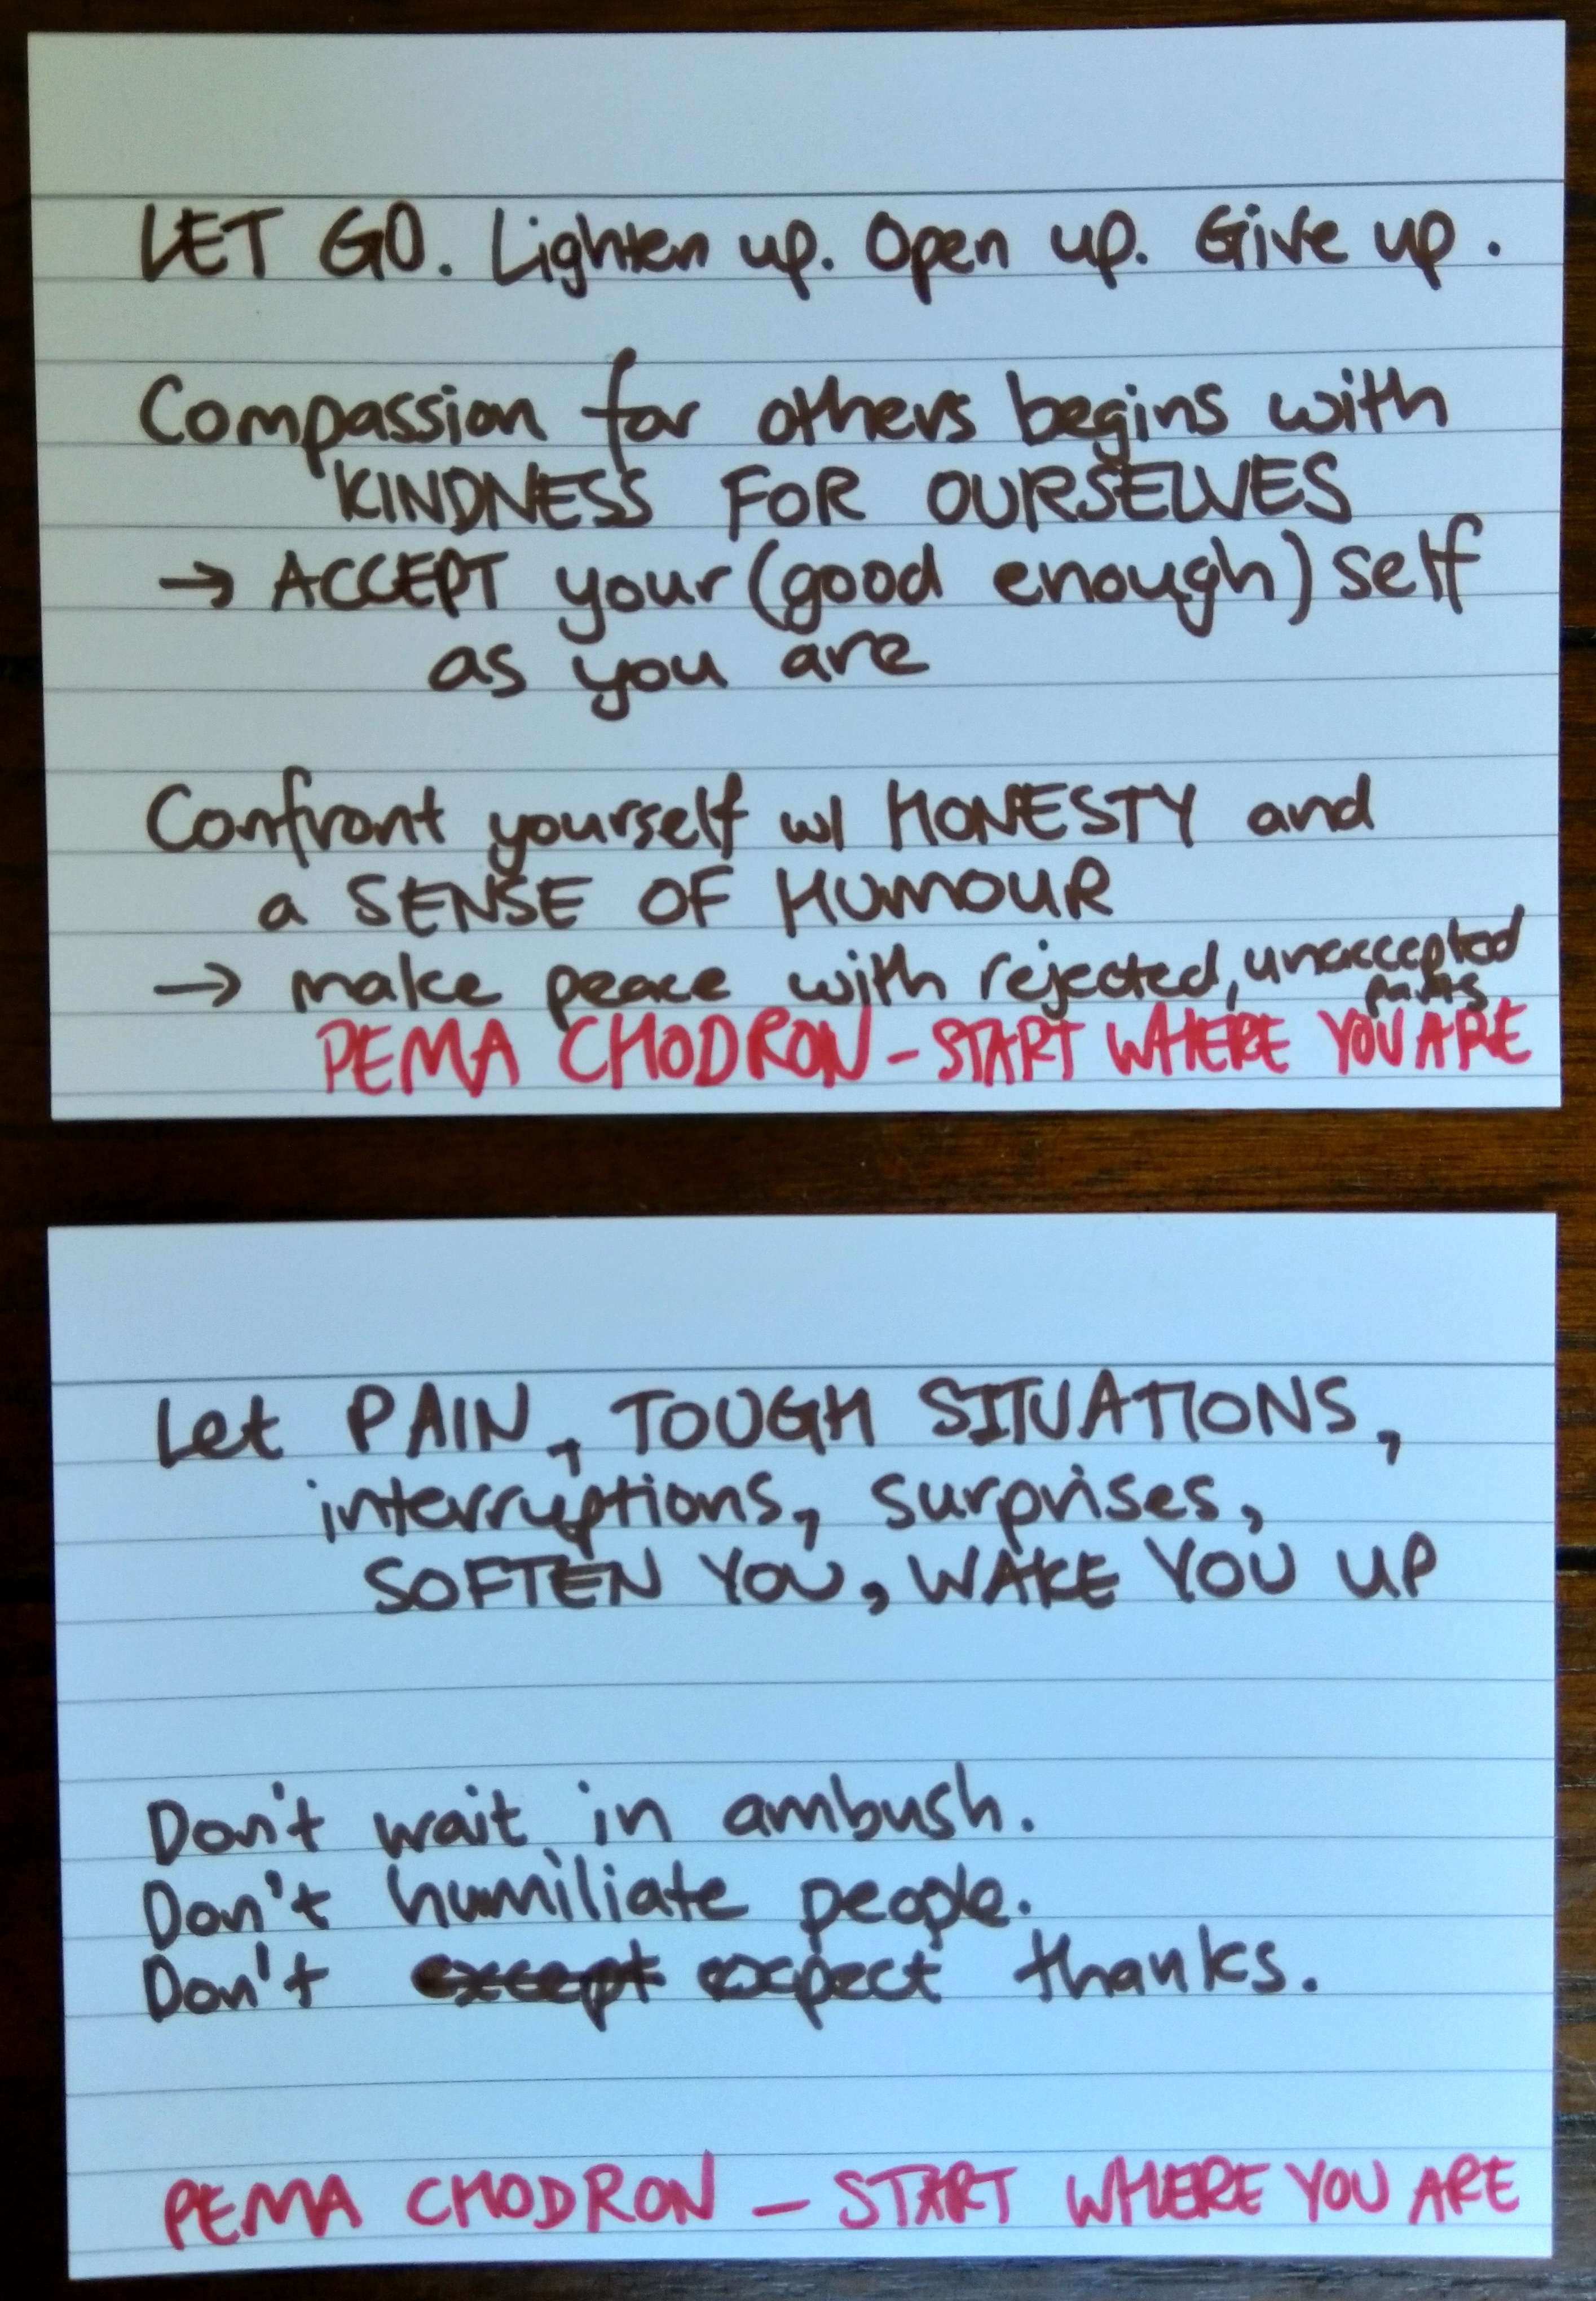 LET GO. Lighten up. Open up. Give up.
Compassion for others begins with
KINDNESS FOR OURSELVES
→ ACCEPT your (good enough) self
as you are
Confront yourself w/ HONESTY and
a SENSE OF HUMOUR
→ make peace with rejected, unaccepted
parts
PEMA CHODRON - START WHERE YOU ARE
Let PAIN, TOUGH SITUATIONS,
interruptions, surprises,
SOFTEN YOU, WAKE YOU UP
Don't wait in ambush.
Don't humiliate people.
Don't except expect thanks.
PEMA CHODRON - START WHERE YOU ARE